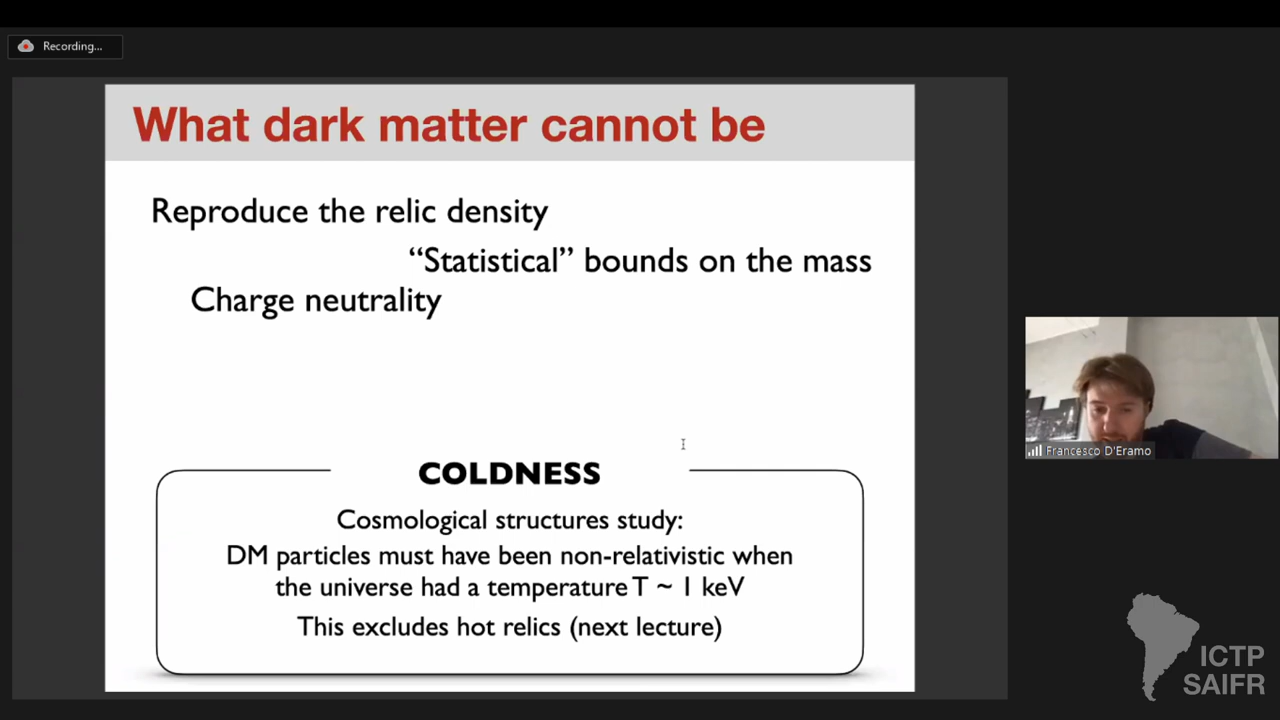 Recording...
What dark matter cannot be
Reproduce the relic density
“Statistical” bounds on the mass
Charge neutrality
COLDNESS
Cosmological structures study:
DM particles must have been non-relativistic when
the universe had a temperature T ~ 1 keV
This excludes hot relics (next lecture)
Francesco D'Eramo
ICTP
SAIFR